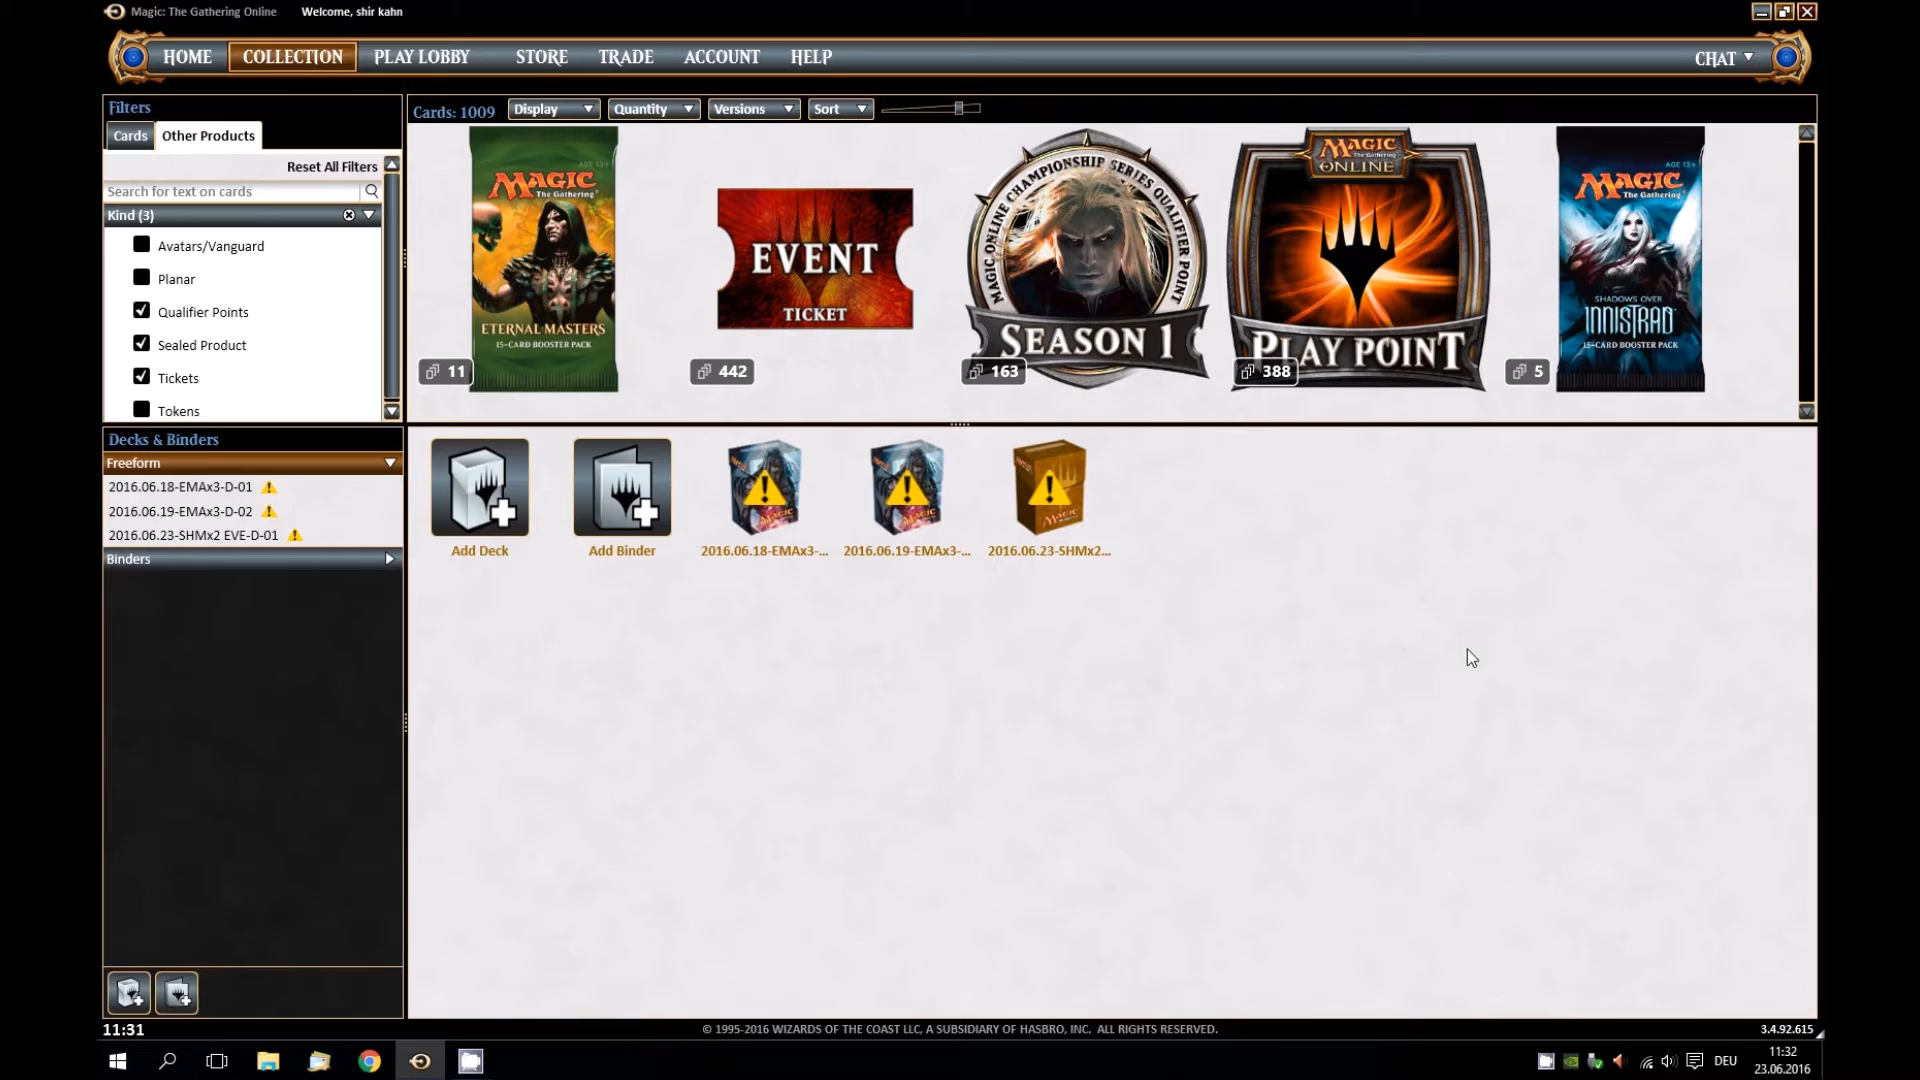 Magic: The Gathering Online Welcome, shir kahn
HOME COLLECTION PLAY LOBBY STORE TRADE ACCOUNT HELP CHAT
Filters
Cards Other Products
Reset All Filters
Search for text on cards
Kind (3)
Avatars/Vanguard
Planar
Qualifier Points
Sealed Product
Tickets
Tokens
Cards: 1009 Display Quantity Versions Sort
AGE 13+
MAGIC
The Gathering
ETERNAL MASTERS
15-CARD BOOSTER PACK
11
EVENT
TICKET
442
MAGIC ONLINE CHAMPIONSHIP SERIES QUALIFIER POINT
SEASON 1
163
MAGIC
The Gathering
ONLINE
PLAY POINT
388
AGE 13+
MAGIC
The Gathering
SHADOWS OVER
INNISTRAD
15-CARD BOOSTER PACK
5
Decks & Binders
Freeform
2016.06.18-EMAx3-D-01
2016.06.19-EMAx3-D-02
2016.06.23-SHMx2 EVE-D-01
Binders
Add Deck
Add Binder
2016.06.18-EMAx3-...
2016.06.19-EMAx3-...
2016.06.23-SHMx2...
11:31
© 1995-2016 WIZARDS OF THE COAST LLC, A SUBSIDIARY OF HASBRO, INC. ALL RIGHTS RESERVED.
3.4.92.615
DEU
11:32
23.06.2016